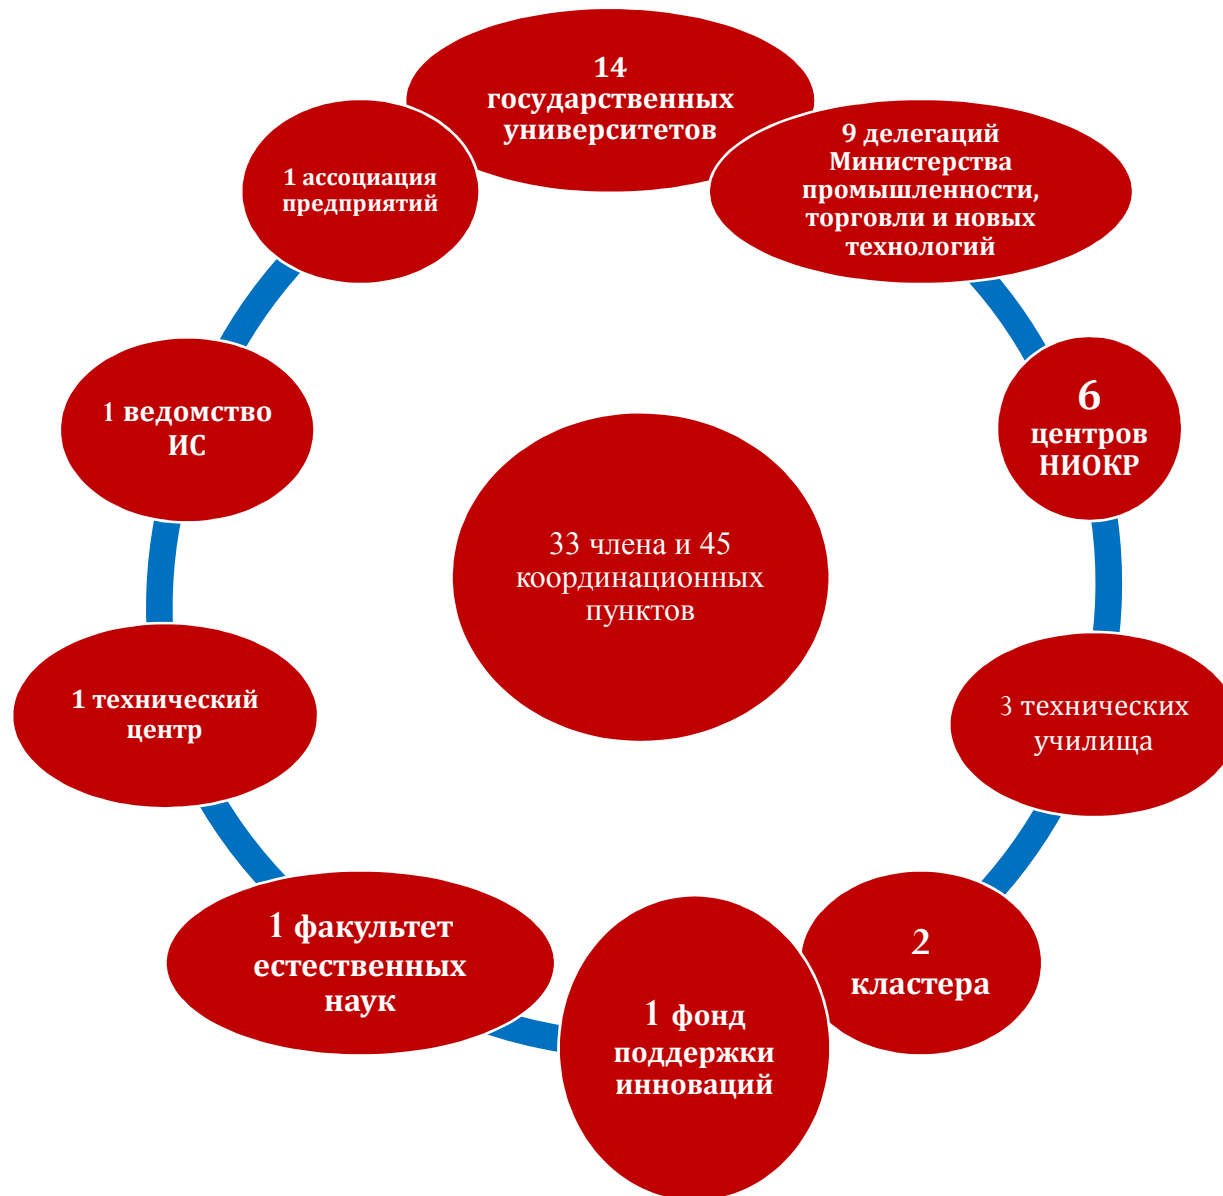 14
государственных
университетов
9 делегаций
Министерства
промышленности,
торговли и новых
технологий
1 ассоциация
предприятий
1 ведомство
ИС
6
центров
НИОКР
33 члена и 45
координационных
пунктов
1 технический
центр
3 технических
училища
1 факультет
естественных
наук
2
кластера
1 фонд
поддержки
инноваций